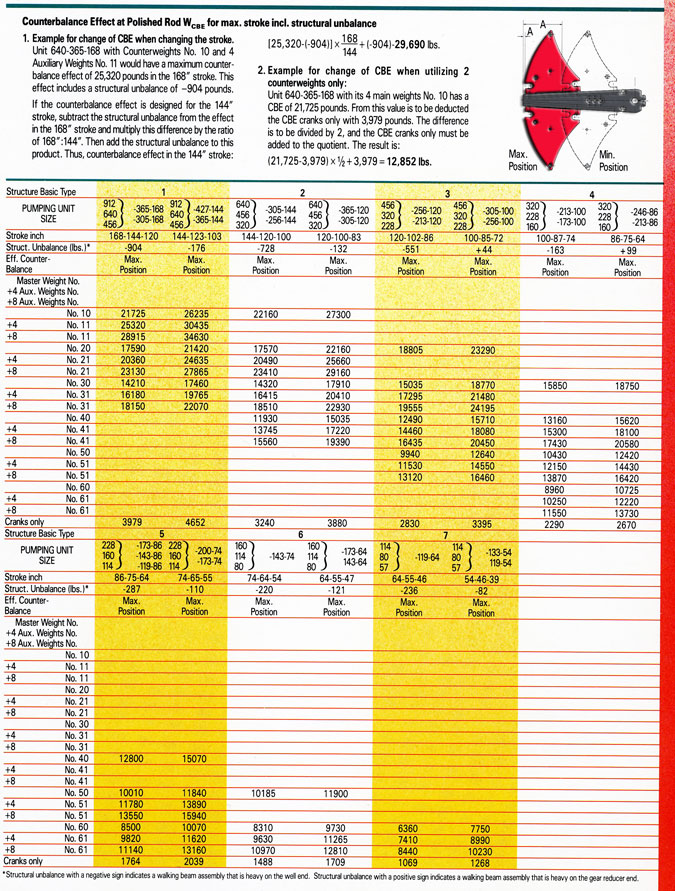 Counterbalance Effect at Polished Rod WCBE for max. stroke incl. structural unbalance
1. Example for change of CBE when changing the stroke.
Unit 640-365-168 with Counterweights No. 10 and 4
Auxiliary Weights No. 11 would have a maximum counter-
balance effect of 25,320 pounds in the 168" stroke. This
effect includes a structural unbalance of −904 pounds.
If the counterbalance effect is designed for the 144"
stroke, subtract the structural unbalance from the effect
in the 168" stroke and multiply this difference by the ratio
of 168":144". Then add the structural unbalance to this
product. Thus, counterbalance effect in the 144" stroke:
[25,320-(-904)] × 168/144 + (-904)-29,690 lbs.
2. Example for change of CBE when utilizing 2
counterweights only:
Unit 640-365-168 with its 4 main weights No. 10 has a
CBE of 21,725 pounds. From this value is to be deducted
the CBE cranks only with 3,979 pounds. The difference
is to be divided by 2, and the CBE cranks only must be
added to the quotient. The result is:
(21,725-3,979) × ½ + 3,979 = 12,852 lbs.
A A
Max. Position Min. Position
Structure Basic Type 1 2 3 4
PUMPING UNIT SIZE
912 640 456 } -365-168 -305-168 912 640 456 } -427-144 -365-144 640 456 320 } -305-144 -256-144 640 456 320 } -365-120 -305-120 456 320 228 } -256-120 -213-120 456 320 228 } -305-100 -256-100 320 228 160 } -213-100 -173-100 320 228 160 } -246-86 -213-86
Stroke inch 168-144-120 144-123-103 144-120-100 120-100-83 120-102-86 100-85-72 100-87-74 86-75-64
Struct. Unbalance (lbs.)* -904 -176 -728 -132 -551 +44 -163 +99
Eff. Counter-Balance Max. Position Max. Position Max. Position Max. Position Max. Position Max. Position Max. Position Max. Position
Master Weight No.
+4 Aux. Weights No.
+8 Aux. Weights No.
No. 10 21725 26235 22160 27300
+4 No. 11 25320 30435
+8 No. 11 28915 34630
No. 20 17590 21420 17570 22160 18805 23290
+4 No. 21 20360 24635 20490 25660
+8 No. 21 23130 27865 23410 29160
No. 30 14210 17460 14320 17910 15035 18770 15850 18750
+4 No. 31 16180 19765 16415 20410 17295 21480
+8 No. 31 18150 22070 18510 22930 19555 24195
No. 40 11930 15035 12490 15710 13160 15620
+4 No. 41 13745 17220 14460 18080 15300 18100
+8 No. 41 15560 19390 16435 20450 17430 20580
No. 50 9940 12640 10430 12420
+4 No. 51 11530 14550 12150 14430
+8 No. 51 13120 16460 13870 16420
No. 60 8960 10725
+4 No. 61 10250 12220
+8 No. 61 11550 13730
Cranks only 3979 4652 3240 3880 2830 3395 2290 2670
Structure Basic Type 5 6 7
PUMPING UNIT SIZE
228 160 114 } -173-86 -143-86 -119-86 228 160 114 } -200-74 -173-74 160 114 80 } -143-74 160 114 80 } -173-64 143-64 114 80 57 } -119-64 114 80 57 } -133-54 119-54
Stroke inch 86-75-64 74-65-55 74-64-54 64-55-47 64-55-46 54-46-39
Struct. Unbalance (lbs.)* -287 -110 -220 -121 -236 -82
Eff. Counter-Balance Max. Position Max. Position Max. Position Max. Position Max. Position Max. Position
Master Weight No.
+4 Aux. Weights No.
+8 Aux. Weights No.
No. 10
+4 No. 11
+8 No. 11
No. 20
+4 No. 21
+8 No. 21
No. 30
+4 No. 31
+8 No. 31
No. 40 12800 15070
+4 No. 41
+8 No. 41
No. 50 10010 11840 10185 11900
+4 No. 51 11780 13890
+8 No. 51 13550 15940
No. 60 8500 10070 8310 9730 6360 7750
+4 No. 61 9820 11620 9630 11265 7410 8990
+8 No. 61 11140 13160 10970 12810 8440 10230
Cranks only 1764 2039 1488 1709 1069 1268
*Structural unbalance with a negative sign indicates a walking beam assembly that is heavy on the well end. Structural unbalance with a positive sign indicates a walking beam assembly that is heavy on the gear reducer end.